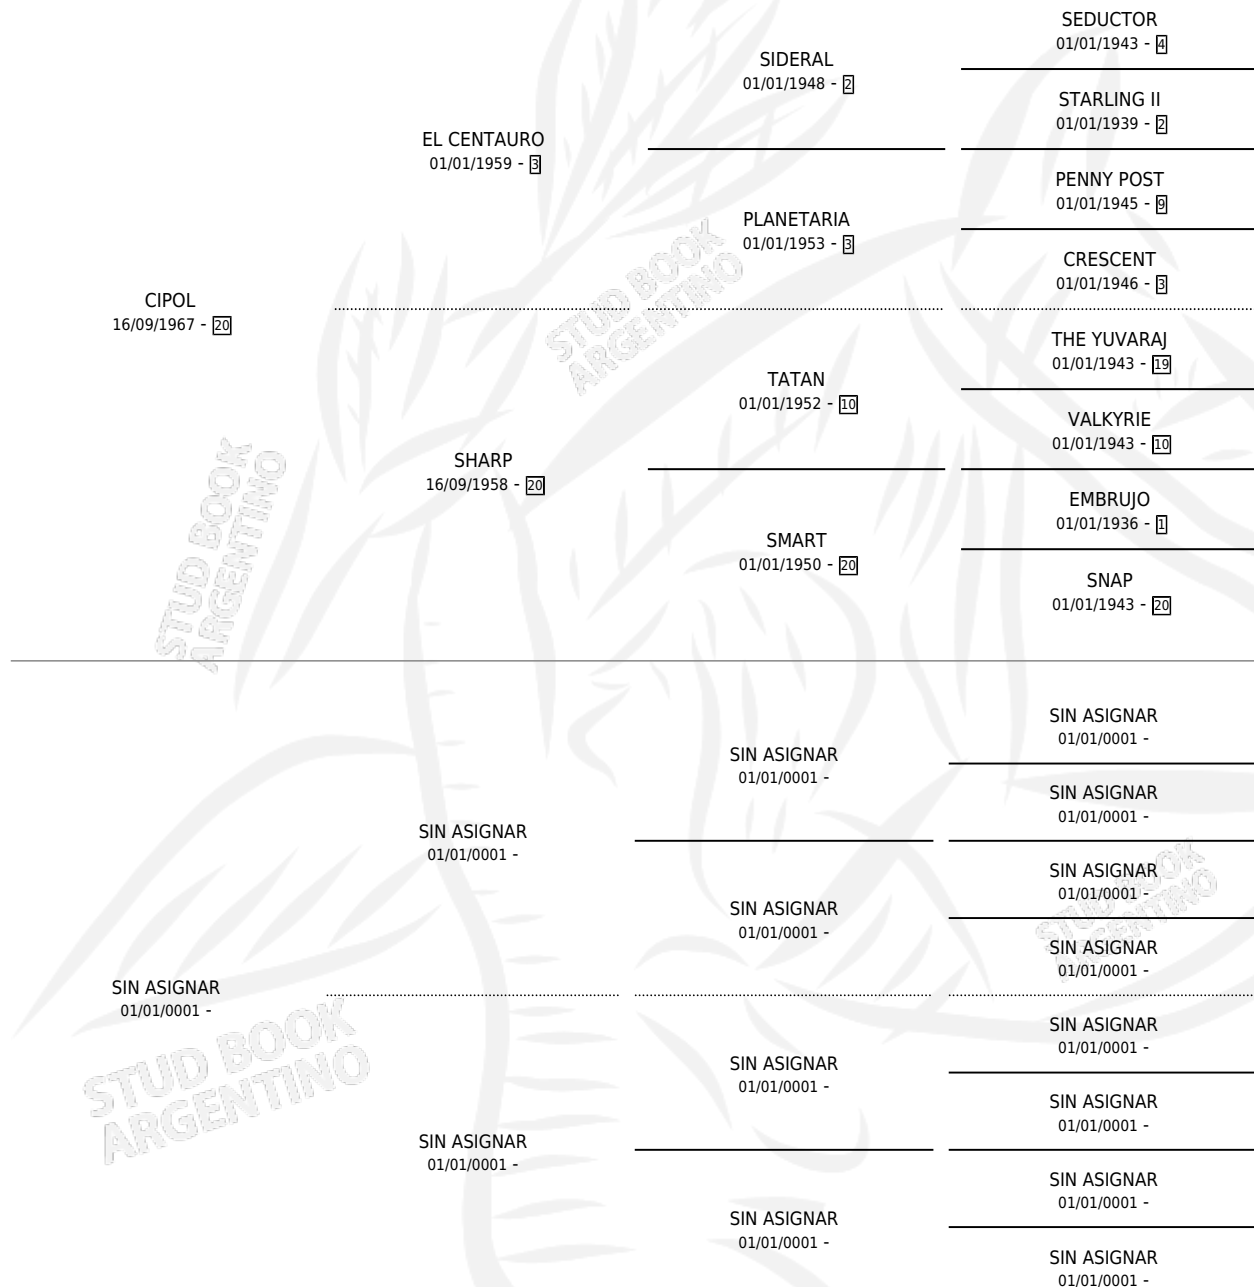 SEDUCTOR
01/01/1943 - 4
SIDERAL
01/01/1948 - 2
STARLING II
01/01/1939 - 2
EL CENTAURO
01/01/1959 - 3
PENNY POST
01/01/1945 - 9
PLANETARIA
01/01/1953 - 3
CRESCENT
01/01/1946 - 3
CIPOL
16/09/1967 - 20
THE YUVARAJ
01/01/1943 - 19
TATAN
01/01/1952 - 10
VALKYRIE
01/01/1943 - 10
SHARP
16/09/1958 - 20
EMBRUJO
01/01/1936 - 1
SMART
01/01/1950 - 20
SNAP
01/01/1943 - 20
STUD BOOK
ARGENTINO
STUD BOOK
ARGENTINO
SIN ASIGNAR
01/01/0001 -
SIN ASIGNAR
01/01/0001 -
SIN ASIGNAR
01/01/0001 -
SIN ASIGNAR
01/01/0001 -
SIN ASIGNAR
01/01/0001 -
SIN ASIGNAR
01/01/0001 -
SIN ASIGNAR
01/01/0001 -
SIN ASIGNAR
01/01/0001 -
SIN ASIGNAR
01/01/0001 -
SIN ASIGNAR
01/01/0001 -
SIN ASIGNAR
01/01/0001 -
SIN ASIGNAR
01/01/0001 -
SIN ASIGNAR
01/01/0001 -
SIN ASIGNAR
01/01/0001 -
SIN ASIGNAR
01/01/0001 -
STUD BOOK
ARGENTINO
STUD BOOK
ARGENTINO